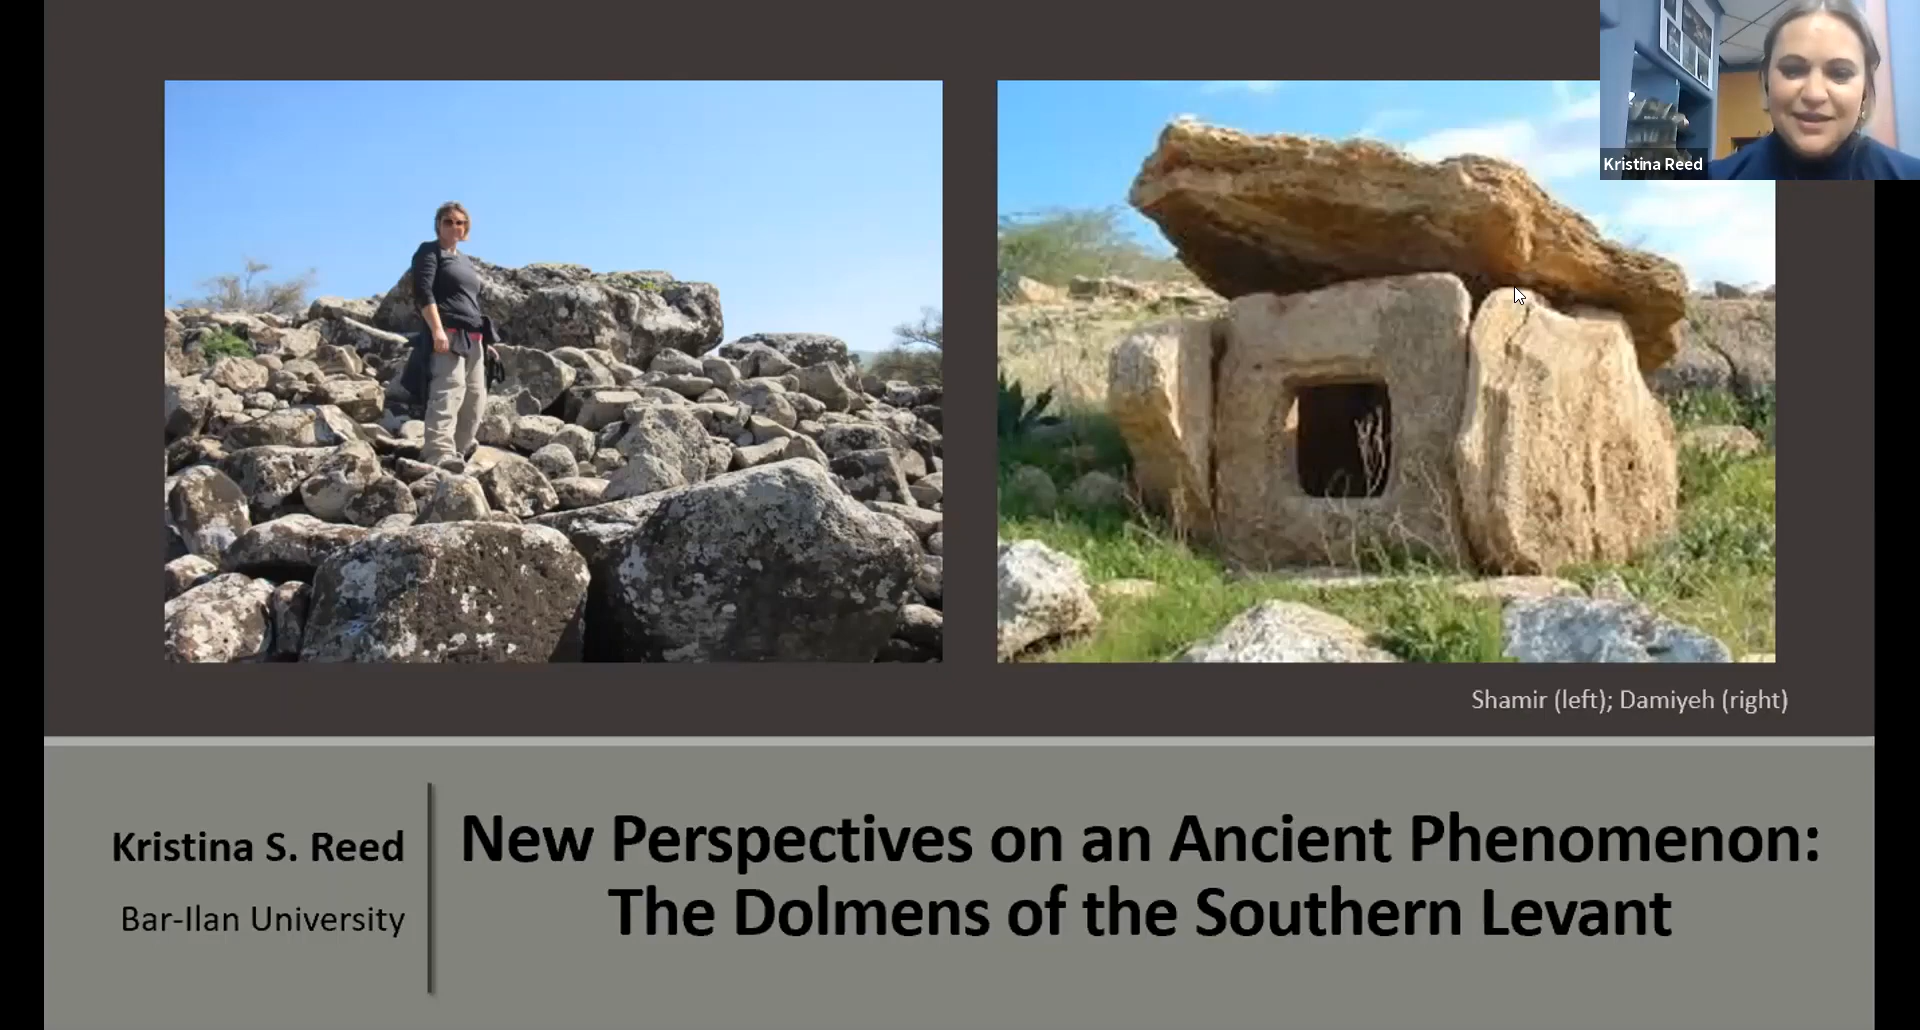 Kristina Reed
Shamir (left); Damiyeh (right)
Kristina S. Reed
Bar-Ilan University
New Perspectives on an Ancient Phenomenon:
The Dolmens of the Southern Levant